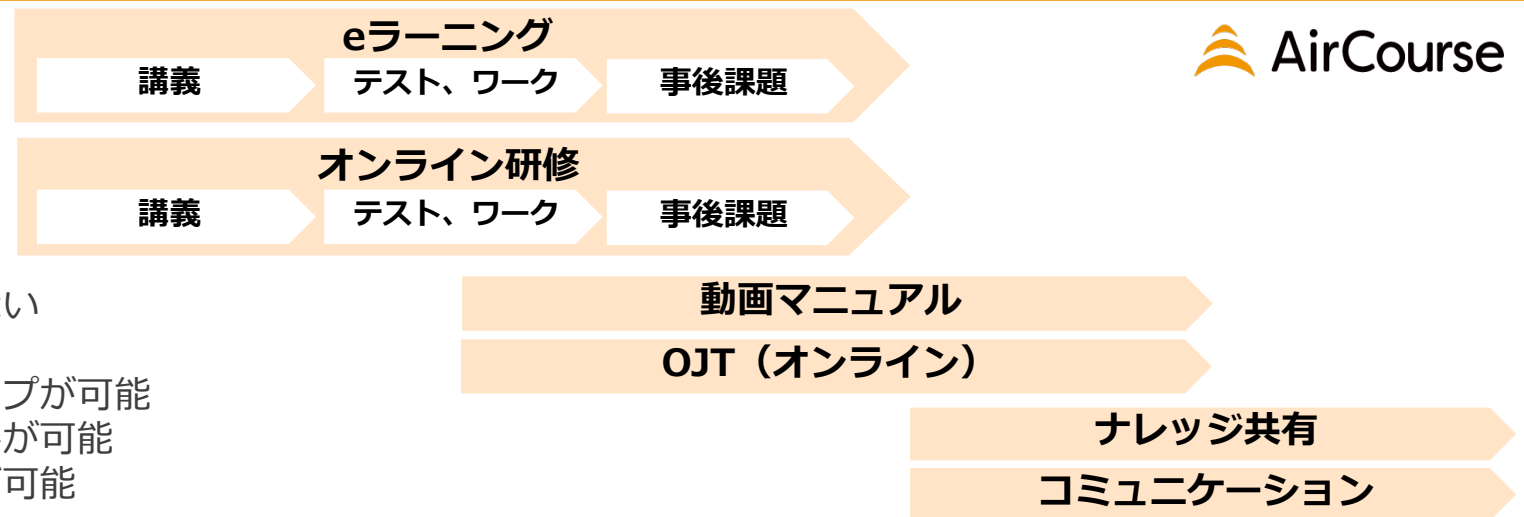 eラーニング
AirCourse
講義
テスト、ワーク
事後課題
オンライン研修
講義
テスト、ワーク
事後課題
い
動画マニュアル
OJT（オンライン）
プが可能
が可能
可能
ナレッジ共有
コミュニケーション